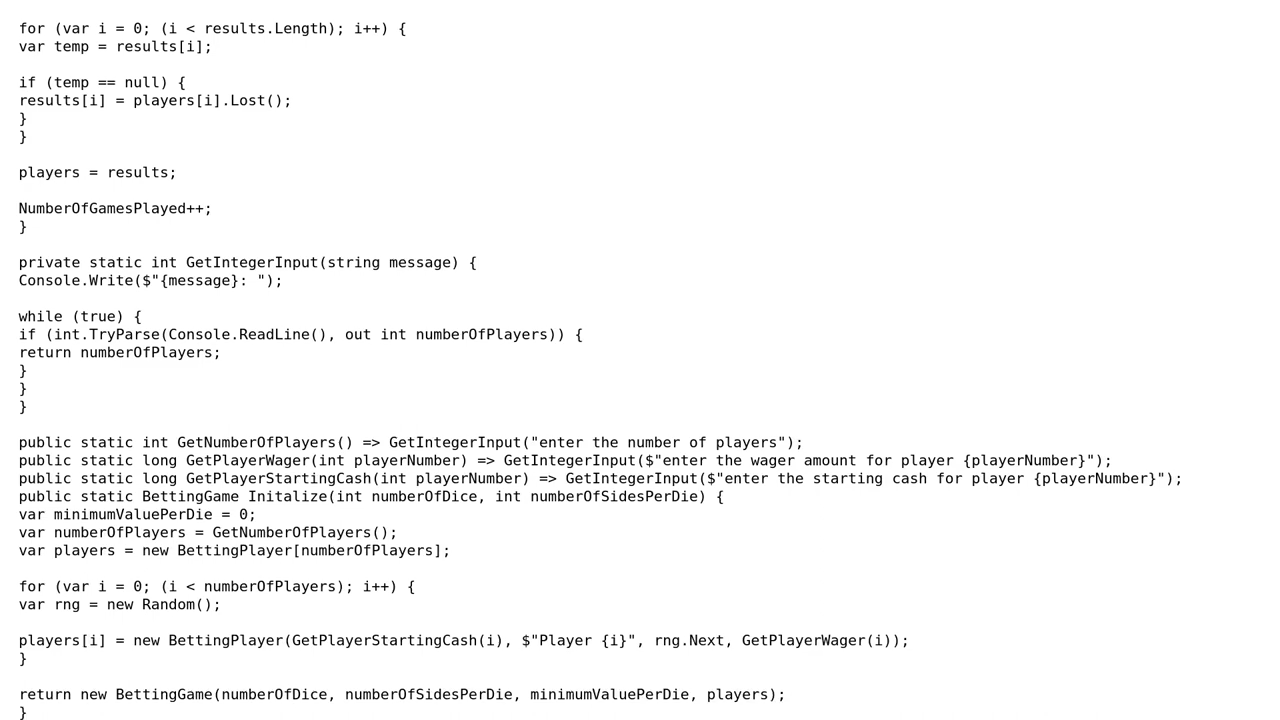 for (var i = 0; (i < results.Length); i++) {
var temp = results[i];
if (temp == null) {
results[i] = players[i].Lost();
}
}
players = results;
NumberOfGamesPlayed++;
}
private static int GetIntegerInput(string message) {
Console.Write($"{message}: ");
while (true) {
if (int.TryParse(Console.ReadLine(), out int numberOfPlayers)) {
return numberOfPlayers;
}
}
}
public static int GetNumberOfPlayers() => GetIntegerInput("enter the number of players");
public static long GetPlayerWager(int playerNumber) => GetIntegerInput($"enter the wager amount for player {playerNumber}");
public static long GetPlayerStartingCash(int playerNumber) => GetIntegerInput($"enter the starting cash for player {playerNumber}");
public static BettingGame Initalize(int numberOfDice, int numberOfSidesPerDie) {
var minimumValuePerDie = 0;
var numberOfPlayers = GetNumberOfPlayers();
var players = new BettingPlayer[numberOfPlayers];
for (var i = 0; (i < numberOfPlayers); i++) {
var rng = new Random();
players[i] = new BettingPlayer(GetPlayerStartingCash(i), $"Player {i}", rng.Next, GetPlayerWager(i));
}
return new BettingGame(numberOfDice, numberOfSidesPerDie, minimumValuePerDie, players);
}